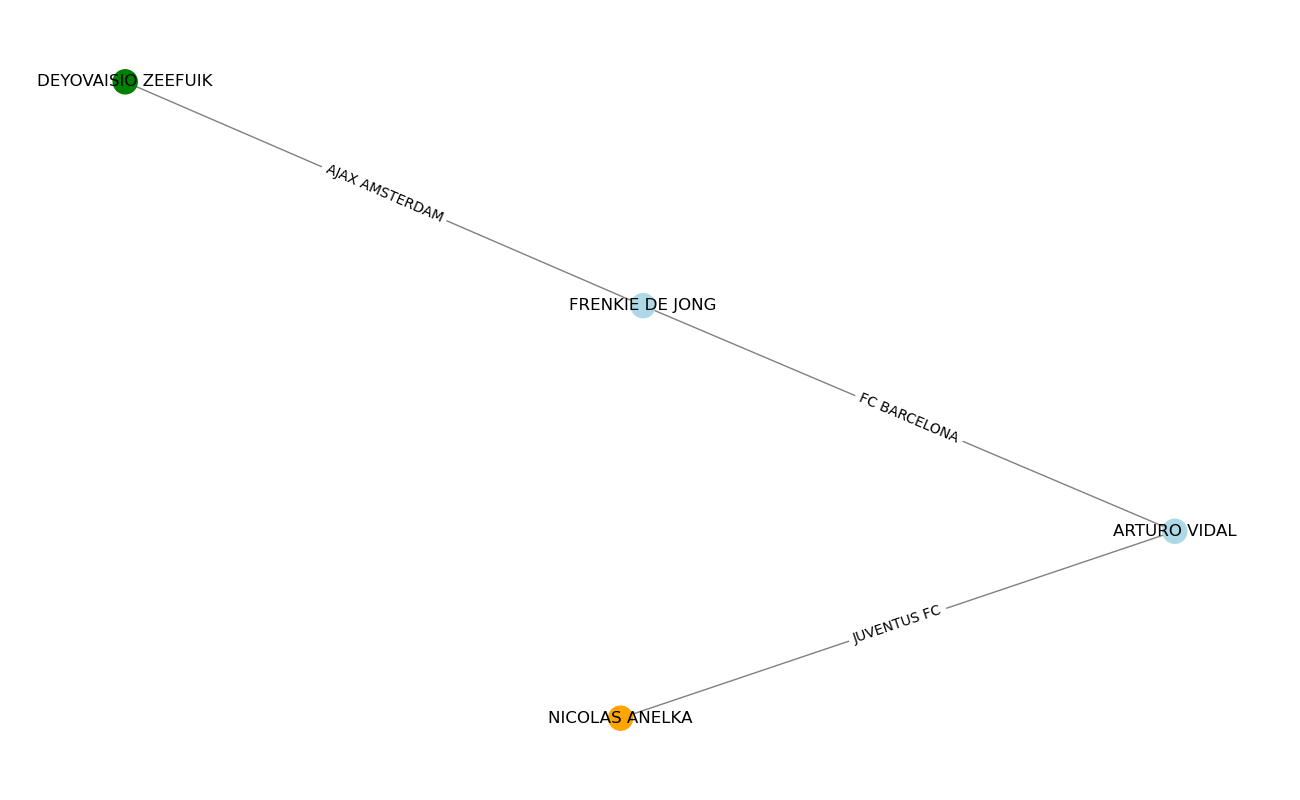 DEYOVAISIO ZEEFUIK
AJAX AMSTERDAM
FRENKIE DE JONG
FC BARCELONA
ARTURO VIDAL
JUVENTUS FC
NICOLAS ANELKA